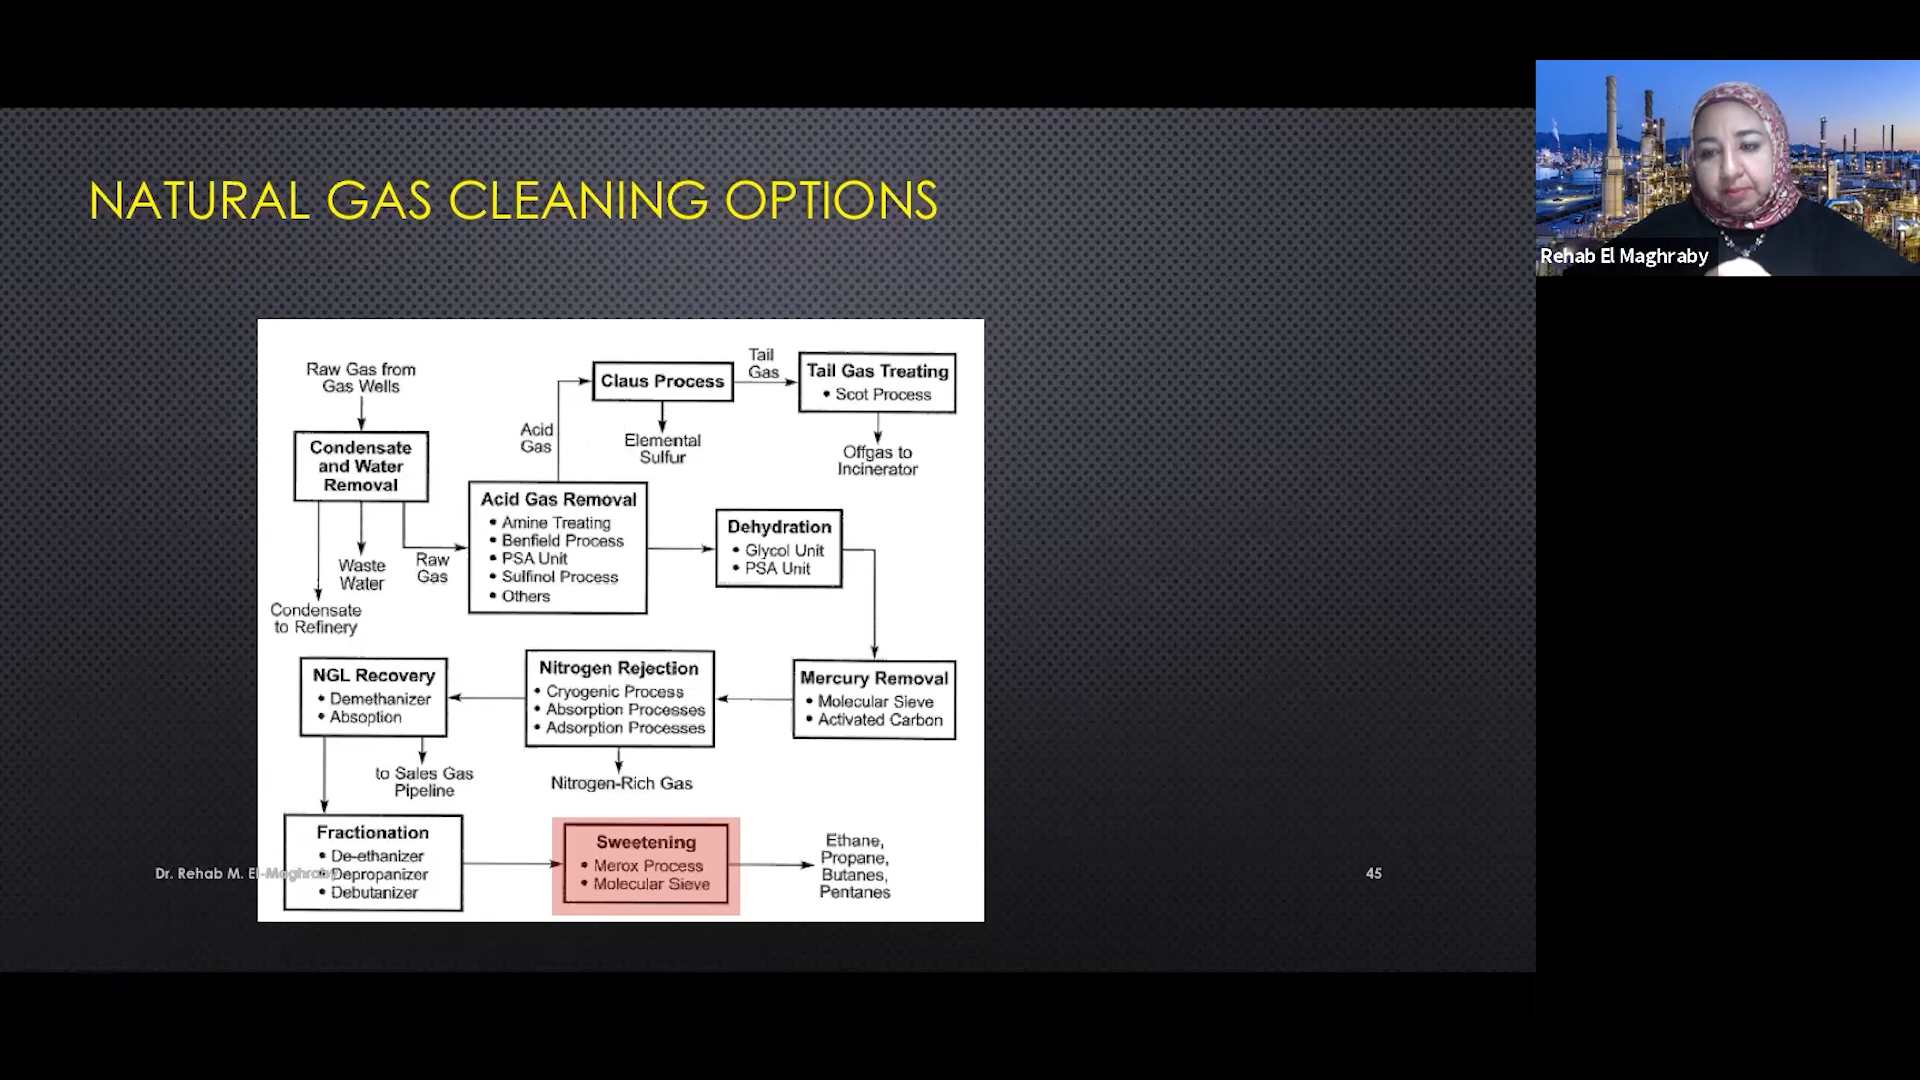 NATURAL GAS CLEANING OPTIONS
Rehab El Maghraby
Raw Gas from
Gas Wells
Condensate
and Water
Removal
Waste
Water
Condensate
to Refinery
Raw
Gas
Acid Gas Removal
• Amine Treating
• Benfield Process
• PSA Unit
• Sulfinol Process
• Others
Acid
Gas
Claus Process
Elemental
Sulfur
Tail
Gas
Tail Gas Treating
• Scot Process
Offgas to
Incinerator
Dehydration
• Glycol Unit
• PSA Unit
Mercury Removal
• Molecular Sieve
• Activated Carbon
Nitrogen Rejection
• Cryogenic Process
• Absorption Processes
• Adsorption Processes
Nitrogen-Rich Gas
NGL Recovery
• Demethanizer
• Absoption
to Sales Gas
Pipeline
Fractionation
• De-ethanizer
• Depropanizer
• Debutanizer
Sweetening
• Merox Process
• Molecular Sieve
Ethane,
Propane,
Butanes,
Pentanes
Dr. Rehab M. El-Maghraby
45